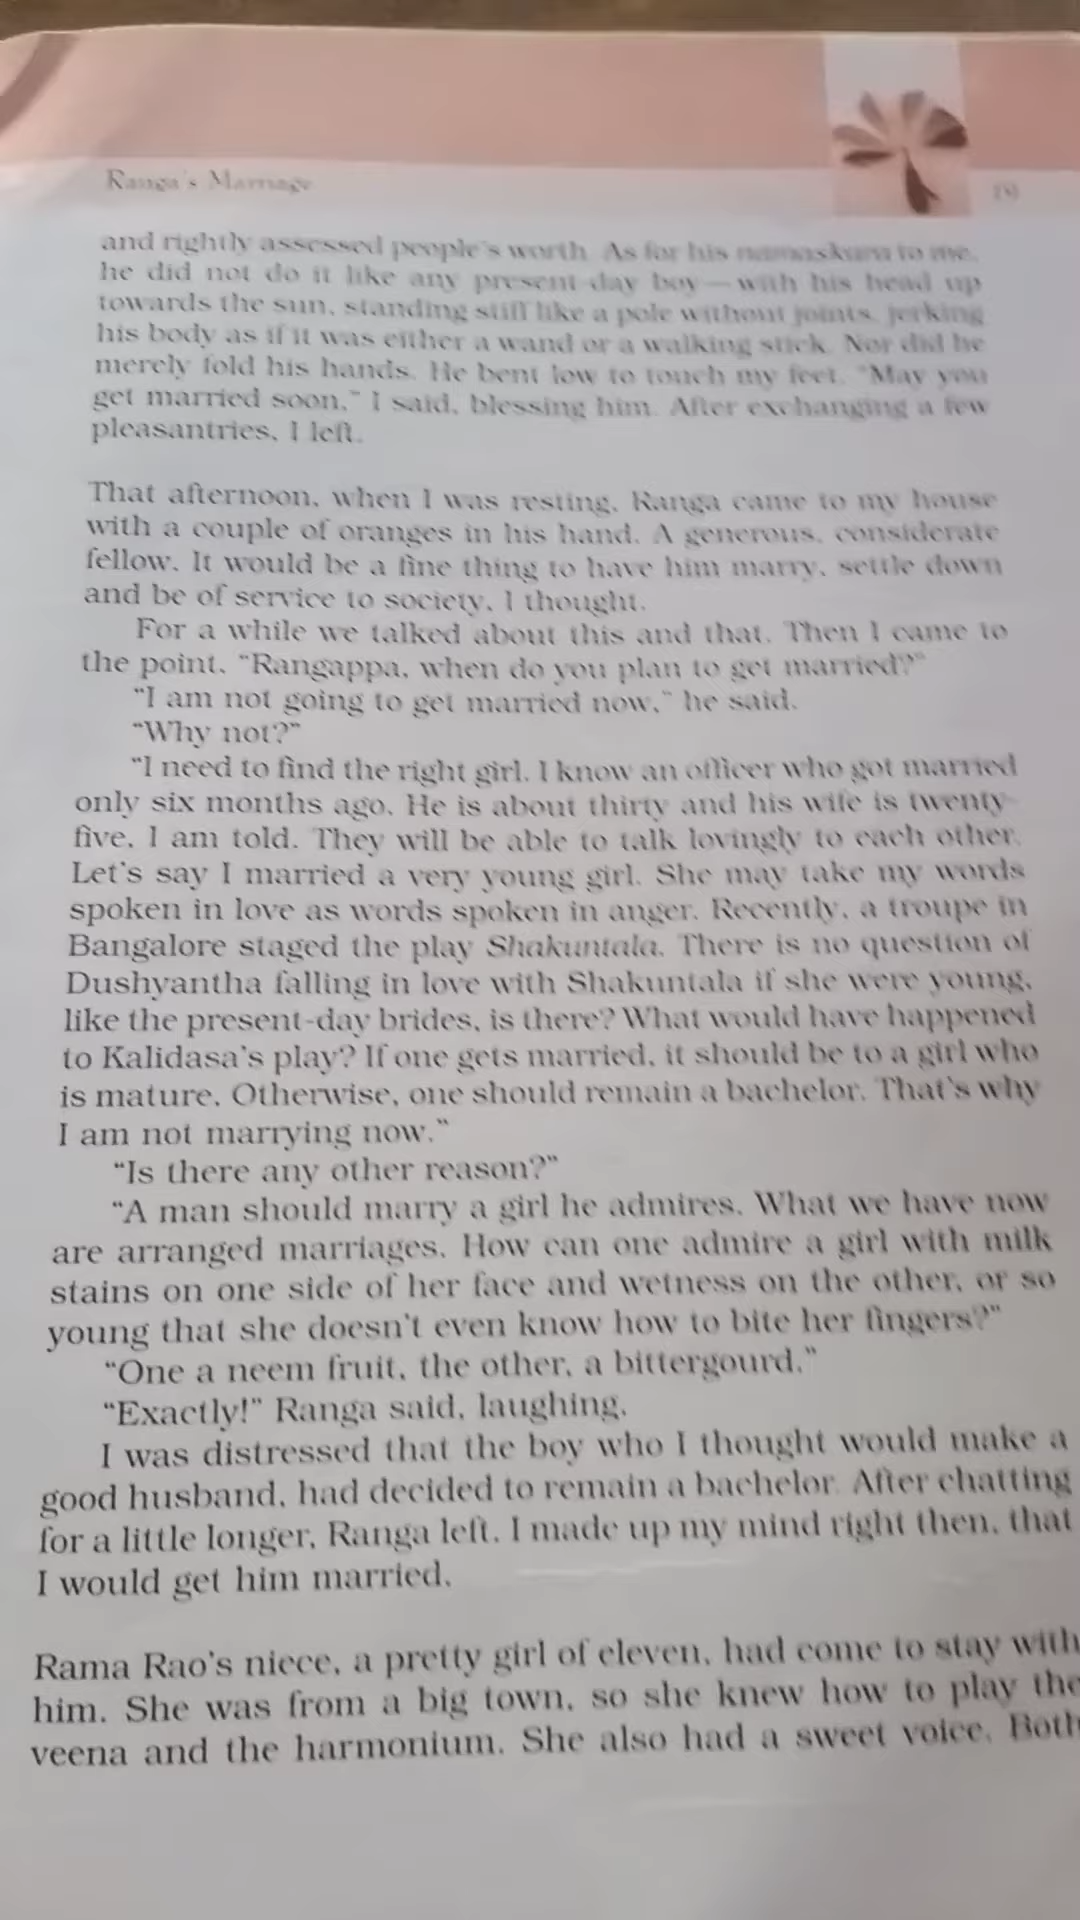 Ranga's Marriage
and rightly assessed people's worth. As for his namaskara to me,
he did not do it like any present-day boy — with his head up
towards the sun, standing stiff like a pole without joints, jerking
his body as if it was either a wand or a walking stick. Nor did he
merely fold his hands. He bent low to touch my feet. "May you
get married soon," I said, blessing him. After exchanging a few
pleasantries, I left.
That afternoon, when I was resting, Ranga came to my house
with a couple of oranges in his hand. A generous, considerate
fellow. It would be a fine thing to have him marry, settle down
and be of service to society, I thought.
For a while we talked about this and that. Then I came to
the point. "Rangappa, when do you plan to get married?"
"I am not going to get married now," he said.
"Why not?"
"I need to find the right girl. I know an officer who got married
only six months ago. He is about thirty and his wife is twenty-
five, I am told. They will be able to talk lovingly to each other.
Let's say I married a very young girl. She may take my words
spoken in love as words spoken in anger. Recently, a troupe in
Bangalore staged the play Shakuntala. There is no question of
Dushyantha falling in love with Shakuntala if she were young,
like the present-day brides, is there? What would have happened
to Kalidasa's play? If one gets married, it should be to a girl who
is mature. Otherwise, one should remain a bachelor. That's why
I am not marrying now."
"Is there any other reason?"
"A man should marry a girl he admires. What we have now
are arranged marriages. How can one admire a girl with milk
stains on one side of her face and wetness on the other, or so
young that she doesn't even know how to bite her fingers?"
"One a neem fruit, the other, a bittergourd."
"Exactly!" Ranga said, laughing.
I was distressed that the boy who I thought would make a
good husband, had decided to remain a bachelor. After chatting
for a little longer, Ranga left. I made up my mind right then, that
I would get him married.
Rama Rao's niece, a pretty girl of eleven, had come to stay with
him. She was from a big town, so she knew how to play the
veena and the harmonium. She also had a sweet voice. Both